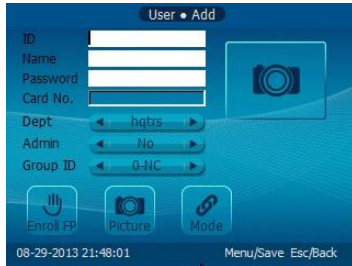 User ● Add
ID
Name
Password
Card No.
Dept hqtrs
Admin No
Group ID 0-NC
Enroll FP Picture Mode
08-29-2013 21:48:01 Menu/Save Esc/Back